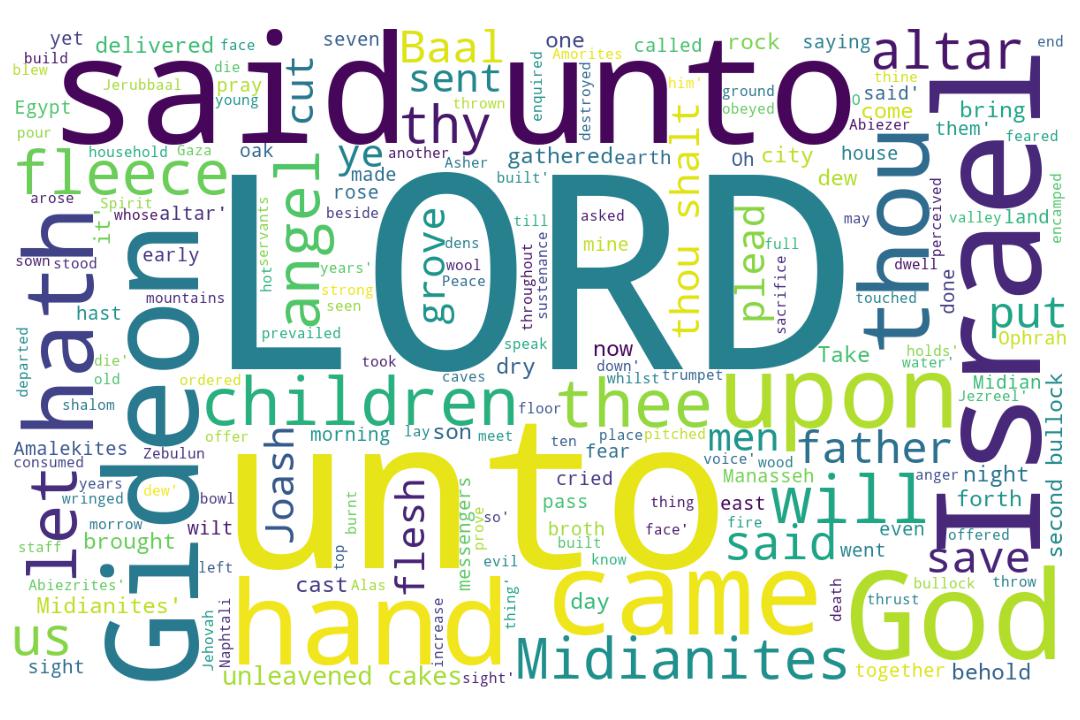 yet delivered face seven Baal one called rock saying altar end
build sent Amorites
blew Jerubbaal die pray cut thrown enquired destroyed him' ground thine
Egypt young said unto thy obeyed O said' come bring
pour Abiezer them' feared
household Gaza oak ye another Asher gathered earth Oh city house thou
fleece made built' thou shalt dew Israel
arose Spirit rose
whose altar' beside till asked may valley land encamped
hath it' servants angel LORD grove dens mine plead full perceived
sown stood early hot years' wool throughout sustenance sacrifice dwell
Gideon mountains strong Peace touched done put
hast seen
departed prevailed speak now Take holds' Ophrah
die' took dry down' water'
old ordered caves whilst trumpet Midian
shalom children floor thee upon Jezreel'
offer morning lay son meet ten place pitched men father second bullock
Amalekites Zebulun Joash fear voice' wood anger night
consumed let years cried Manasseh
wringed dew' bowl unto thing east will forth
morrow wilt burnt flesh messengers so' pass face' fire even offered
staff brought prove broth said went save
left top built know
Abiezrites' cast Alas evil came God bullock throw
Midianites' hand thing' day death thrust
us Jehovah Naphtali increase
sight unleavened cakes sight' Midianites together behold